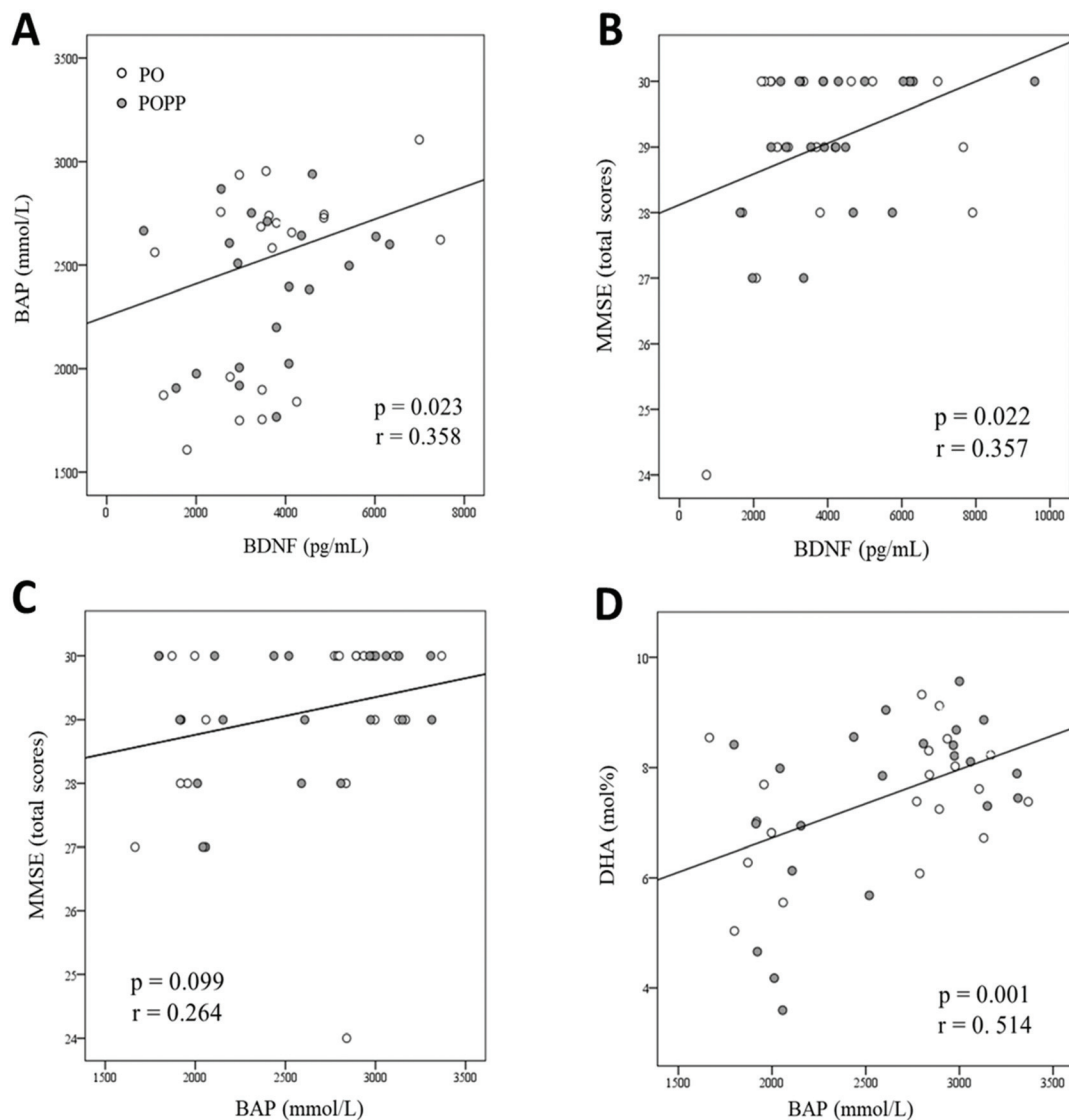 A
3500
3000
2500
2000
1500
BAP (mmol/L)
PO
POPP
p = 0.023
r = 0.358
0 2000 4000 6000 8000
BDNF (pg/mL)
B
30
29
28
27
26
25
24
MMSE (total scores)
p = 0.022
r = 0.357
0 2000 4000 6000 8000 10000
BDNF (pg/mL)
C
30
29
28
27
26
25
24
MMSE (total scores)
p = 0.099
r = 0.264
1500 2000 2500 3000 3500
BAP (mmol/L)
D
10
8
6
4
DHA (mol%)
p = 0.001
r = 0. 514
1500 2000 2500 3000 3500
BAP (mmol/L)